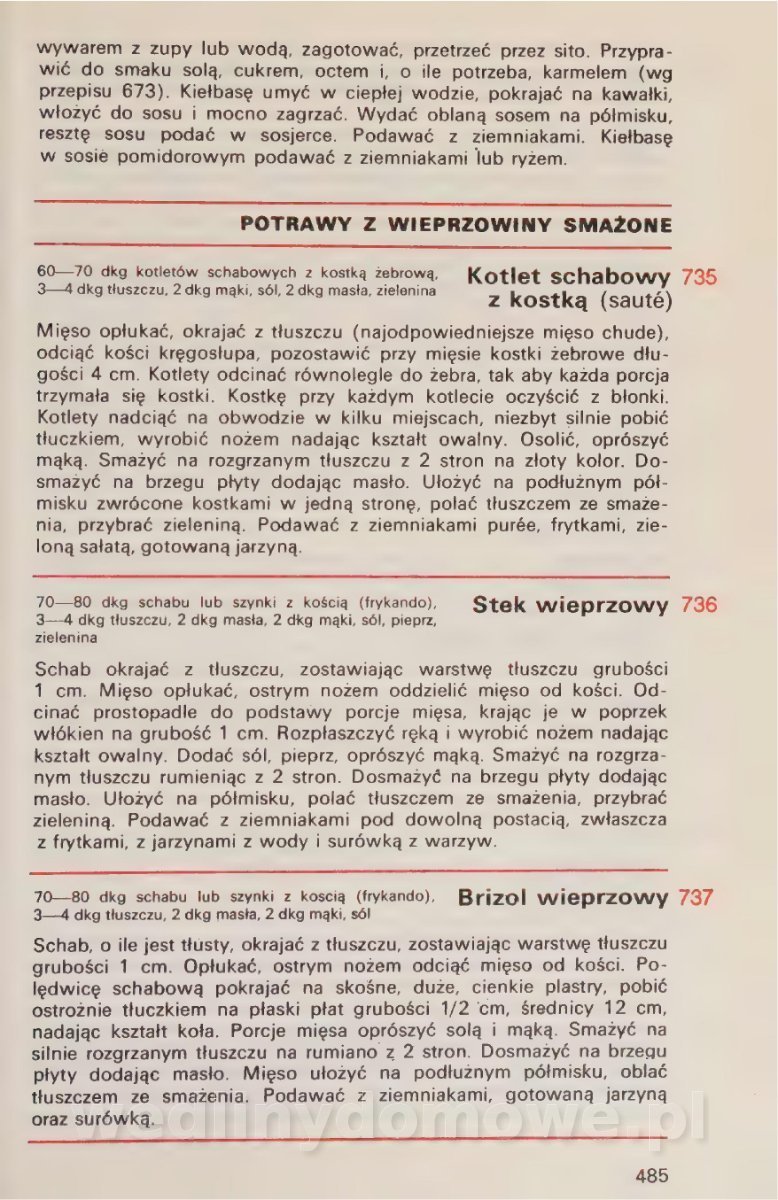 wywarem z zupy lub wodą, zagotować, przetrzeć przez sito. Przypra-
wić do smaku solą, cukrem, octem i, o ile potrzeba, karmelem (wg
przepisu 673). Kiełbasę umyć w ciepłej wodzie, pokrajać na kawałki,
włożyć do sosu i mocno zagrzać. Wydać oblaną sosem na półmisku,
resztę sosu podać w sosjerce. Podawać z ziemniakami. Kiełbasę
w sosie pomidorowym podawać z ziemniakami lub ryżem.
POTRAWY Z WIEPRZOWINY SMAŻONE
60—70 dkg kotletów schabowych z kostką żebrową,
3—4 dkg tłuszczu, 2 dkg mąki, sól, 2 dkg masła, zielenina
Kotlet schabowy 735
z kostką (sauté)
Mięso opłukać, okrajać z tłuszczu (najodpowiedniejsze mięso chude),
odciąć kości kręgosłupa, pozostawić przy mięsie kostki żebrowe dłu-
gości 4 cm. Kotlety odcinać równolegle do żebra, tak aby każda porcja
trzymała się kostki. Kostkę przy każdym kotlecie oczyścić z błonki.
Kotlety nadciąć na obwodzie w kilku miejscach, niezbyt silnie pobić
tłuczkiem, wyrobić nożem nadając kształt owalny. Osolić, oprószyć
mąką. Smażyć na rozgrzanym tłuszczu z 2 stron na złoty kolor. Do-
smażyć na brzegu płyty dodając masło. Ułożyć na podłużnym pół-
misku zwrócone kostkami w jedną stronę, polać tłuszczem ze smaże-
nia, przybrać zieleniną. Podawać z ziemniakami purée, frytkami, zie-
loną sałatą, gotowaną jarzyną.
70—80 dkg schabu lub szynki z kością (frykando),
3—4 dkg tłuszczu, 2 dkg masła, 2 dkg mąki, sól, pieprz,
zielenina
Stek wieprzowy 736
Schab okrajać z tłuszczu, zostawiając warstwę tłuszczu grubości
1 cm. Mięso opłukać, ostrym nożem oddzielić mięso od kości. Od-
cinać prostopadle do podstawy porcje mięsa, krając je w poprzek
włókien na grubość 1 cm. Rozpłaszczyć ręką i wyrobić nożem nadając
kształt owalny. Dodać sól, pieprz, oprószyć mąką. Smażyć na rozgrza-
nym tłuszczu rumieniąc z 2 stron. Dosmażyć na brzegu płyty dodając
masło. Ułożyć na półmisku, polać tłuszczem ze smażenia, przybrać
zieleniną. Podawać z ziemniakami pod dowolną postacią, zwłaszcza
z frytkami, z jarzynami z wody i surówką z warzyw.
70—80 dkg schabu lub szynki z koscią (frykando),
3—4 dkg tłuszczu, 2 dkg masła, 2 dkg mąki, sól
Brizol wieprzowy 737
Schab, o ile jest tłusty, okrajać z tłuszczu, zostawiając warstwę tłuszczu
grubości 1 cm. Opłukać, ostrym nożem odciąć mięso od kości. Po-
lędwicę schabową pokrajać na skośne, duże, cienkie plastry, pobić
ostrożnie tłuczkiem na płaski płat grubości 1/2 cm, średnicy 12 cm,
nadając kształt koła. Porcje mięsa oprószyć solą i mąką. Smażyć na
silnie rozgrzanym tłuszczu na rumiano z 2 stron. Dosmażyć na brzegu
płyty dodając masło. Mięso ułożyć na podłużnym półmisku, oblać
tłuszczem ze smażenia. Podawać z ziemniakami, gotowaną jarzyną
oraz surówką.
wedlinydomowe.pl
485